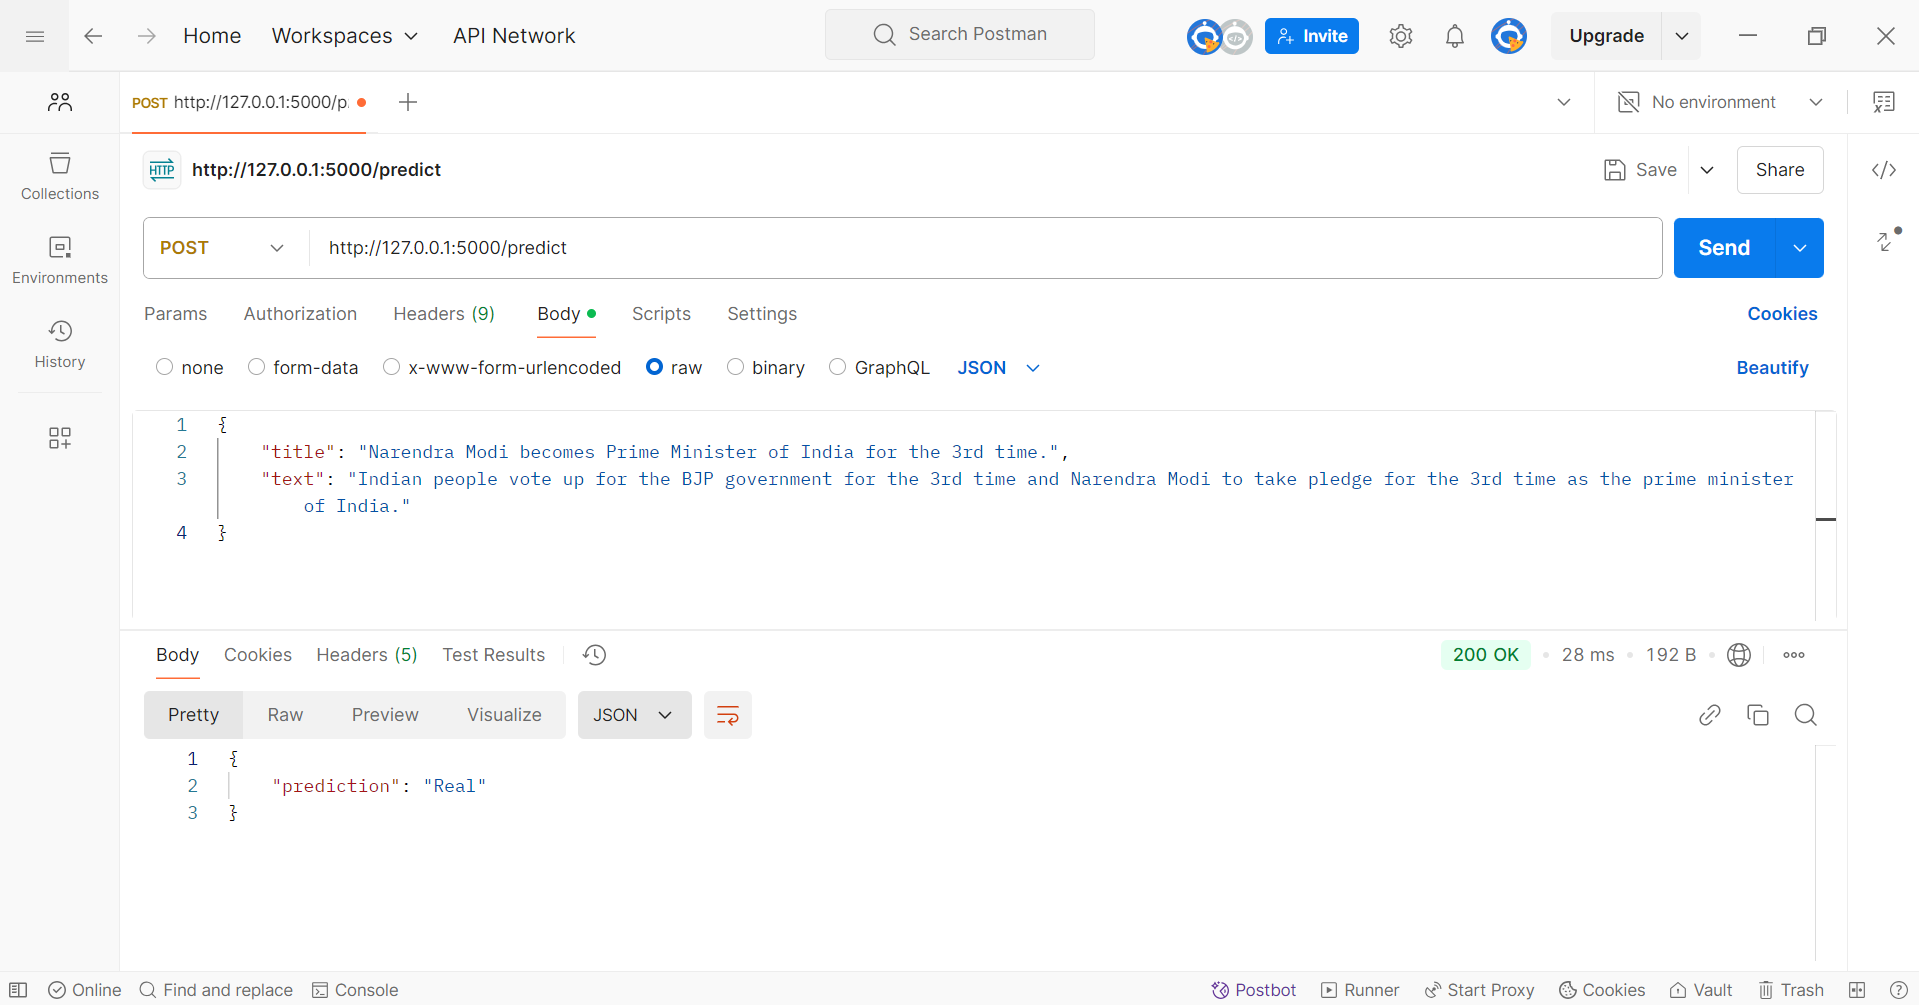 Home Workspaces API Network Search Postman Invite Upgrade
POST http://127.0.0.1:5000/p. No environment
HTTP http://127.0.0.1:5000/predict Save Share
Collections
Environments
History
POST http://127.0.0.1:5000/predict Send
Params Authorization Headers (9) Body Scripts Settings Cookies
none form-data x-www-form-urlencoded raw binary GraphQL JSON Beautify
1 {
2 "title": "Narendra Modi becomes Prime Minister of India for the 3rd time.",
3 "text": "Indian people vote up for the BJP government for the 3rd time and Narendra Modi to take pledge for the 3rd time as the prime minister
of India."
4 }
Body Cookies Headers (5) Test Results 200 OK 28 ms 192 B
Pretty Raw Preview Visualize JSON
1 {
2 "prediction": "Real"
3 }
Online Find and replace Console Postbot Runner Start Proxy Cookies Vault Trash